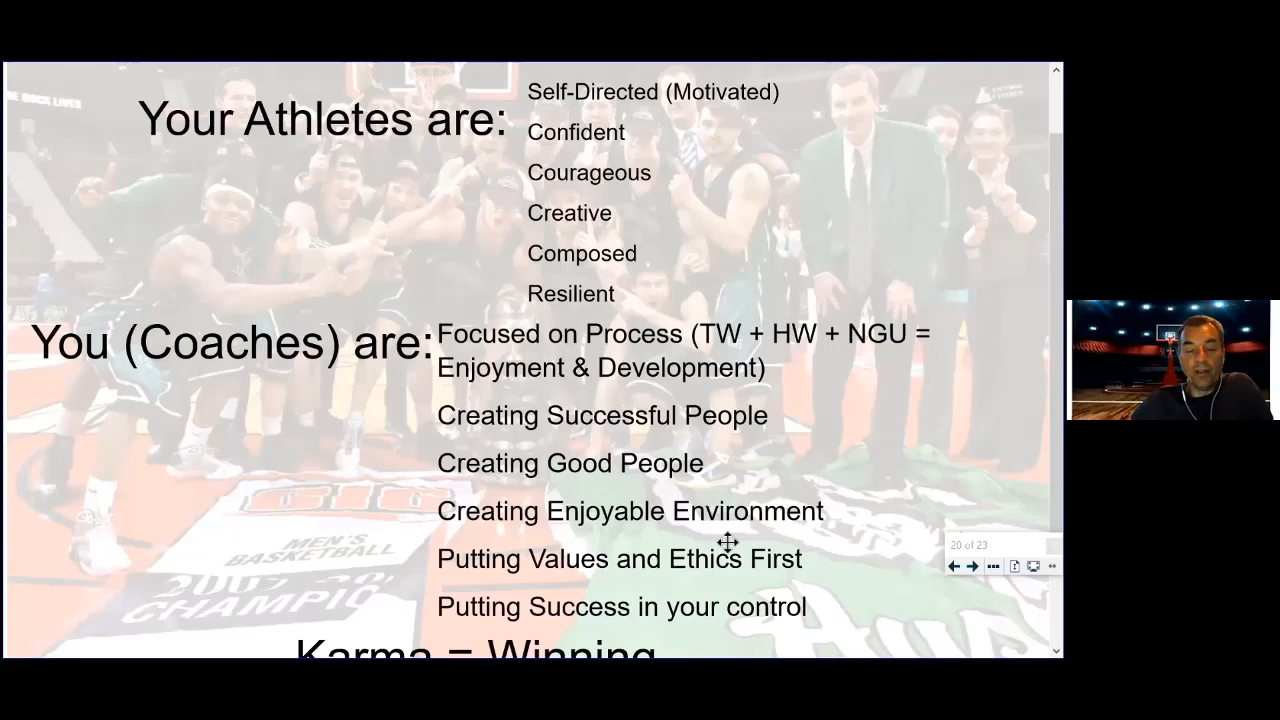 Your Athletes are:
Self-Directed (Motivated)
Confident
Courageous
Creative
Composed
Resilient
You (Coaches) are:
Focused on Process (TW + HW + NGU =
Enjoyment & Development)
Creating Successful People
Creating Good People
Creating Enjoyable Environment
Putting Values and Ethics First
Putting Success in your control
Karma = Winning
MEN'S
BASKETBALL
20 of 23